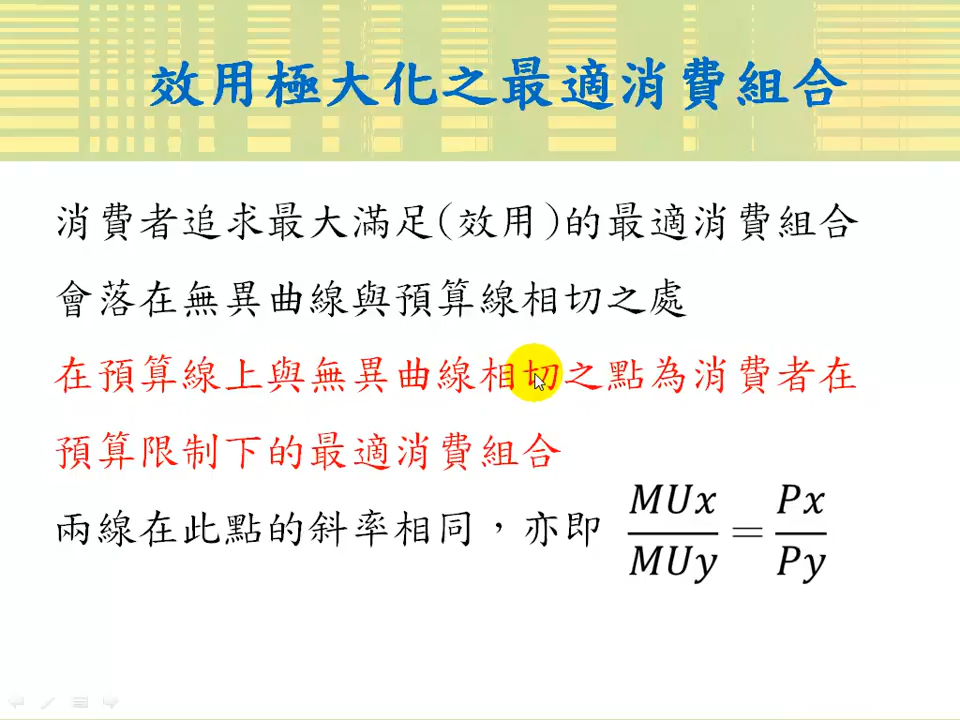 效用極大化之最適消費組合
消費者追求最大滿足(效用)的最適消費組合
會落在無異曲線與預算線相切之處
在預算線上與無異曲線相切之點為消費者在
預算限制下的最適消費組合
兩線在此點的斜率相同，亦即 MUx/MUy = Px/Py